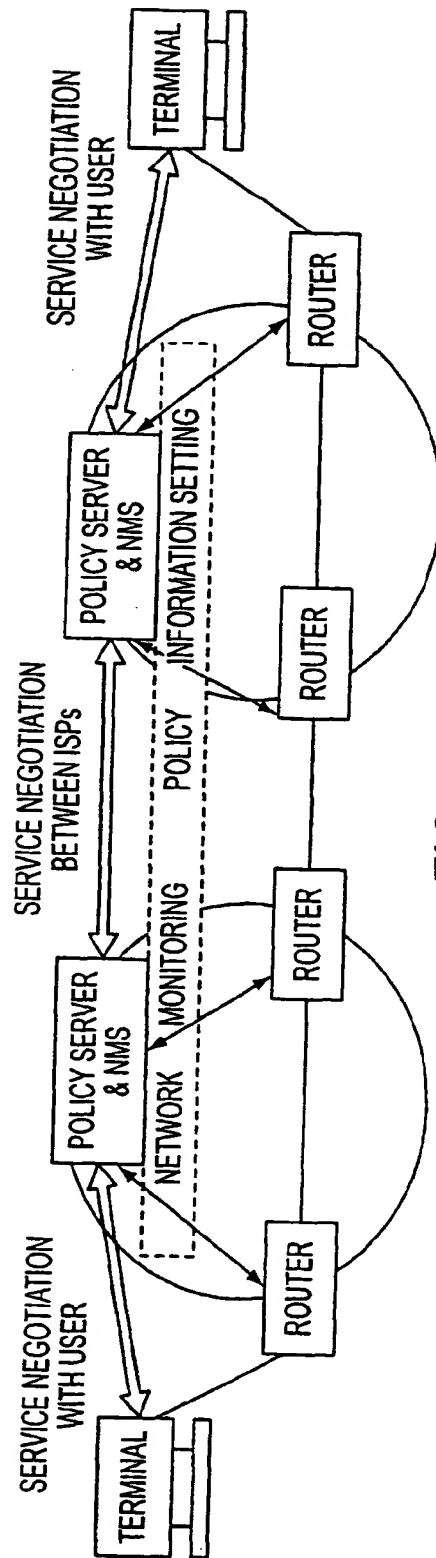 SERVICE NEGOTIATION
WITH USER
SERVICE NEGOTIATION
BETWEEN ISPs
SERVICE NEGOTIATION
WITH USER
TERMINAL
POLICY SERVER
& NMS
POLICY SERVER
& NMS
TERMINAL
NETWORK MONITORING POLICY INFORMATION SETTING
ROUTER
ROUTER
ROUTER
ROUTER